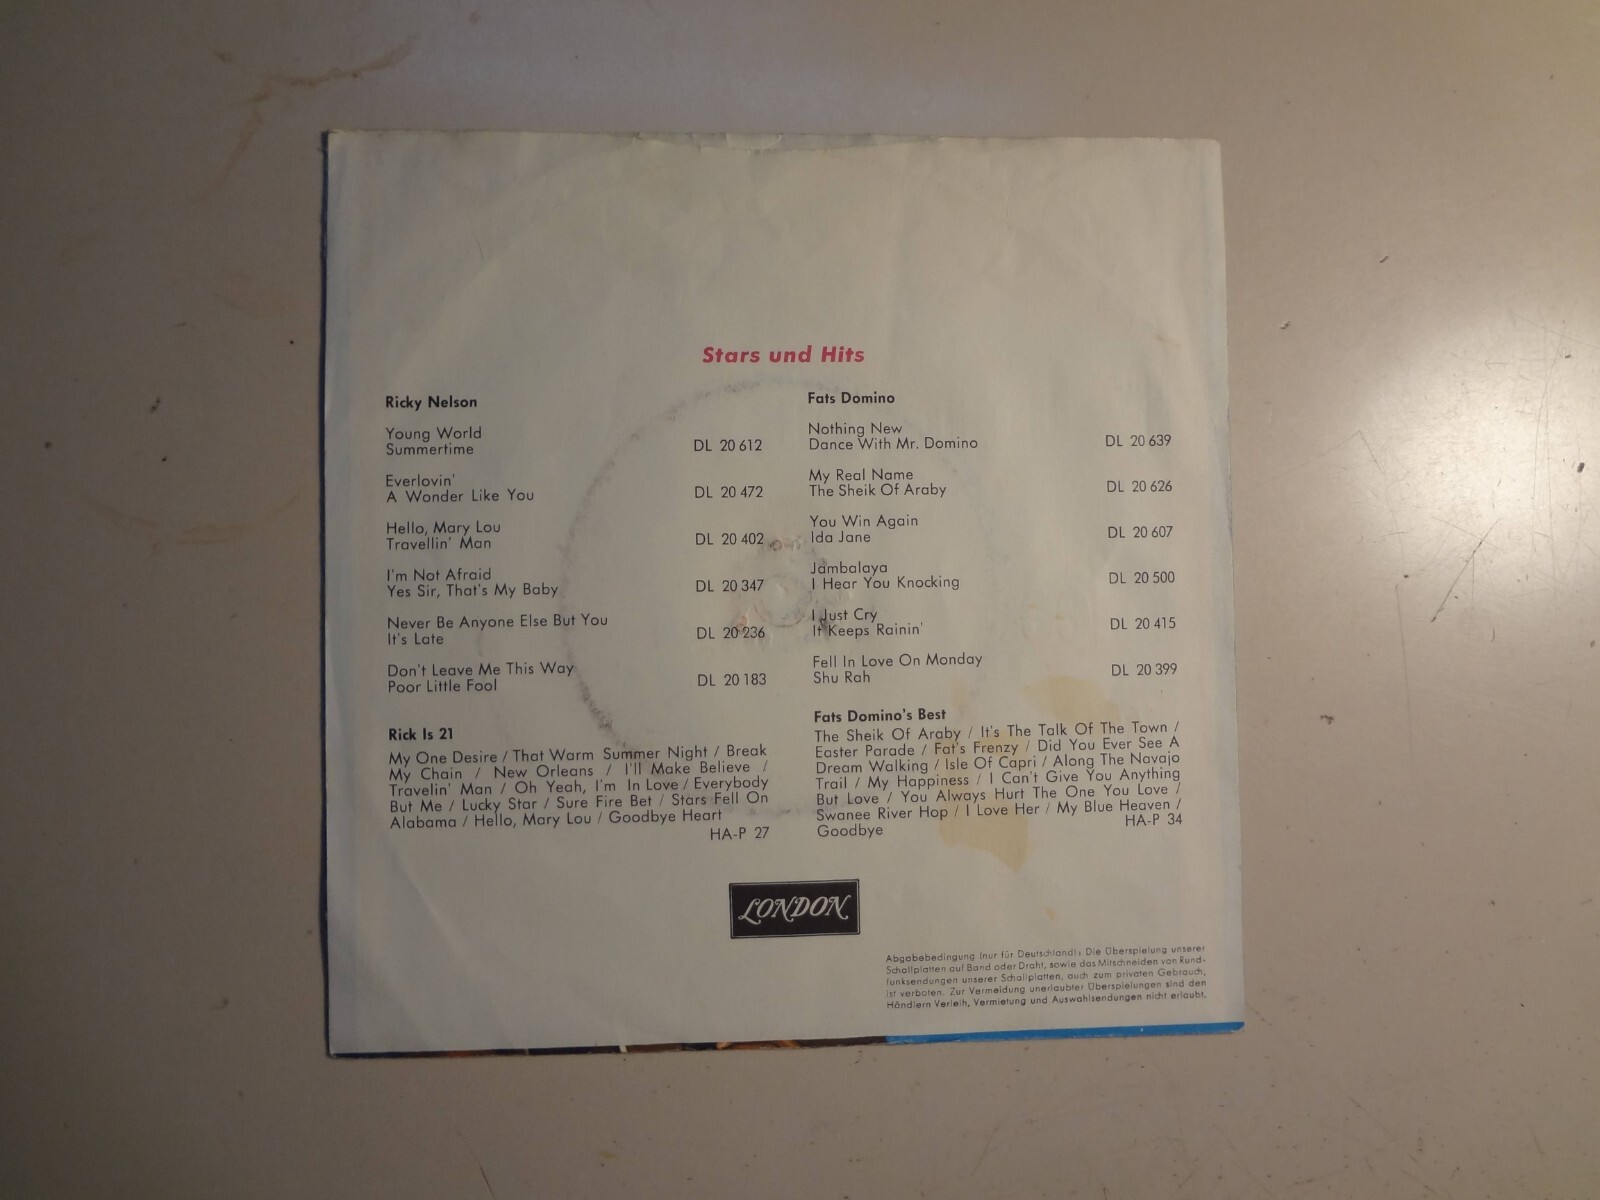 Stars und Hits
Ricky Nelson
Young World
Summertime DL 20 612
Everlovin'
A Wonder Like You DL 20 472
Hello, Mary Lou
Travellin' Man DL 20 402
I'm Not Afraid
Yes Sir, That's My Baby DL 20 347
Never Be Anyone Else But You
It's Late DL 20 236
Don't Leave Me This Way
Poor Little Fool DL 20 183
Rick Is 21
My One Desire / That Warm Summer Night / Break
My Chain / New Orleans / I'll Make Believe /
Travelin' Man / Oh Yeah, I'm In Love / Everybody
But Me / Lucky Star / Sure Fire Bet / Stars Fell On
Alabama / Hello, Mary Lou / Goodbye Heart
HA-P 27
Fats Domino
Nothing New
Dance With Mr. Domino DL 20 639
My Real Name
The Sheik Of Araby DL 20 626
You Win Again
Ida Jane DL 20 607
Jambalaya
I Hear You Knocking DL 20 500
I Just Cry
It Keeps Rainin' DL 20 415
Fell In Love On Monday
Shu Rah DL 20 399
Fats Domino's Best
The Sheik Of Araby / It's The Talk Of The Town /
Easter Parade / Fat's Frenzy / Did You Ever See A
Dream Walking / Isle Of Capri / Along The Navajo
Trail / My Happiness / I Can't Give You Anything
But Love / You Always Hurt The One You Love /
Swanee River Hop / I Love Her / My Blue Heaven /
Goodbye HA-P 34
LONDON
Abgabebedingung (nur für Deutschland): Die Überspielung unserer
Schallplatten auf Band oder Draht, sowie das Mitschneiden von Rund-
funksendungen unserer Schallplatten, auch zum privaten Gebrauch,
ist verboten. Zur Vermeidung unerlaubter Überspielungen sind den
Händlern Verleih, Vermietung und Auswahlsendungen nicht erlaubt.